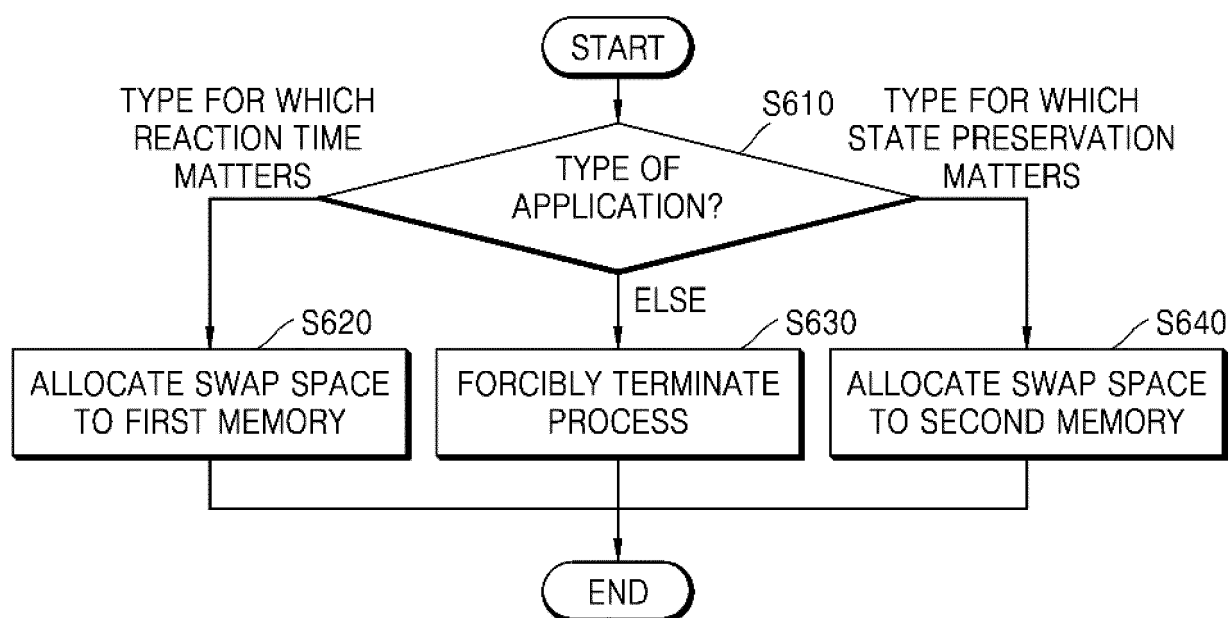 START
TYPE FOR WHICH
REACTION TIME
MATTERS
S610
TYPE FOR WHICH
STATE PRESERVATION
MATTERS
TYPE OF
APPLICATION?
ELSE
S620
S630
S640
ALLOCATE SWAP SPACE
TO FIRST MEMORY
FORCIBLY TERMINATE
PROCESS
ALLOCATE SWAP SPACE
TO SECOND MEMORY
END